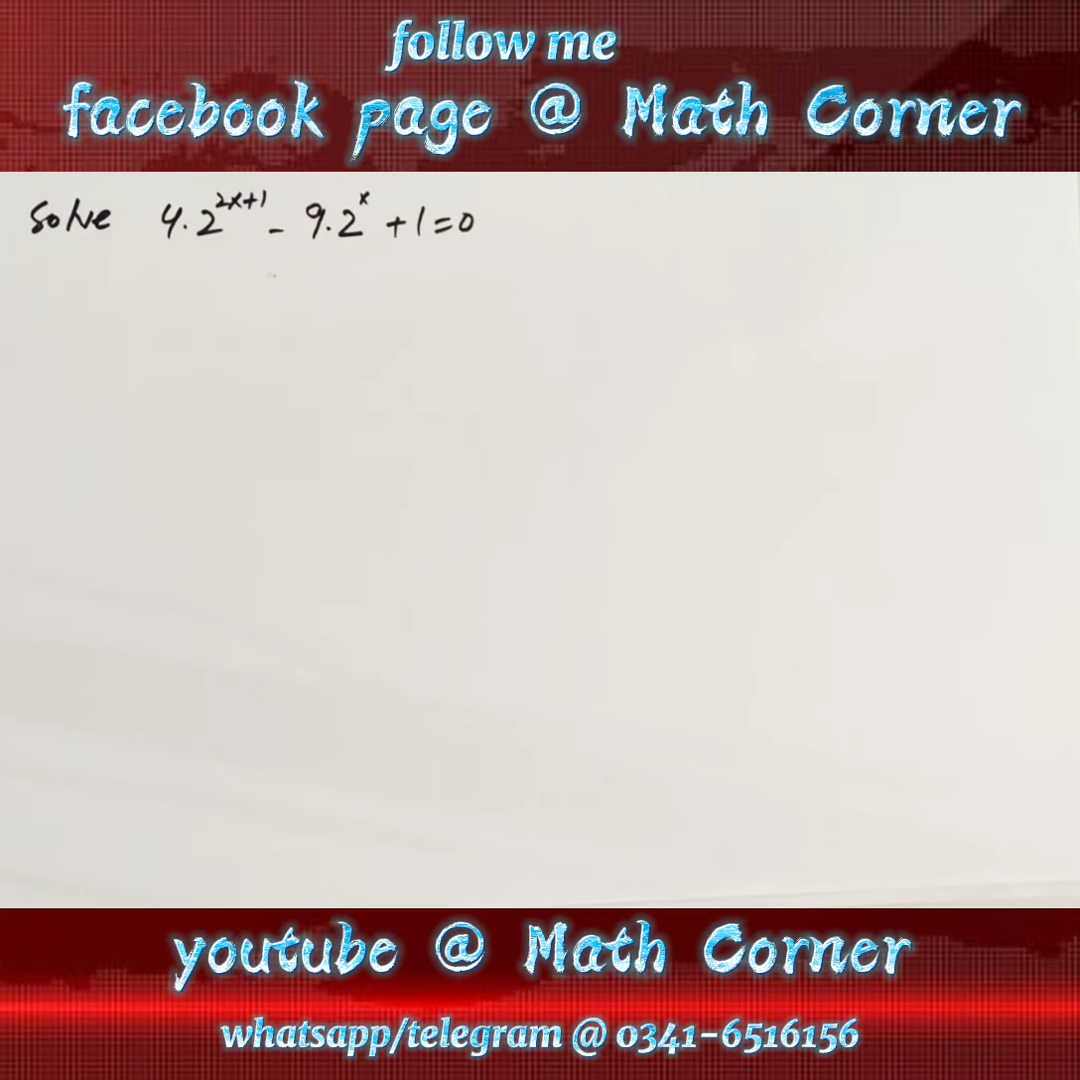 follow me
facebook page @ Math Corner
Solve 4.2^{2x+1} - 9.2^{x} + 1 = 0
youtube @ Math Corner
whatsapp/telegram @ 0341-6516156